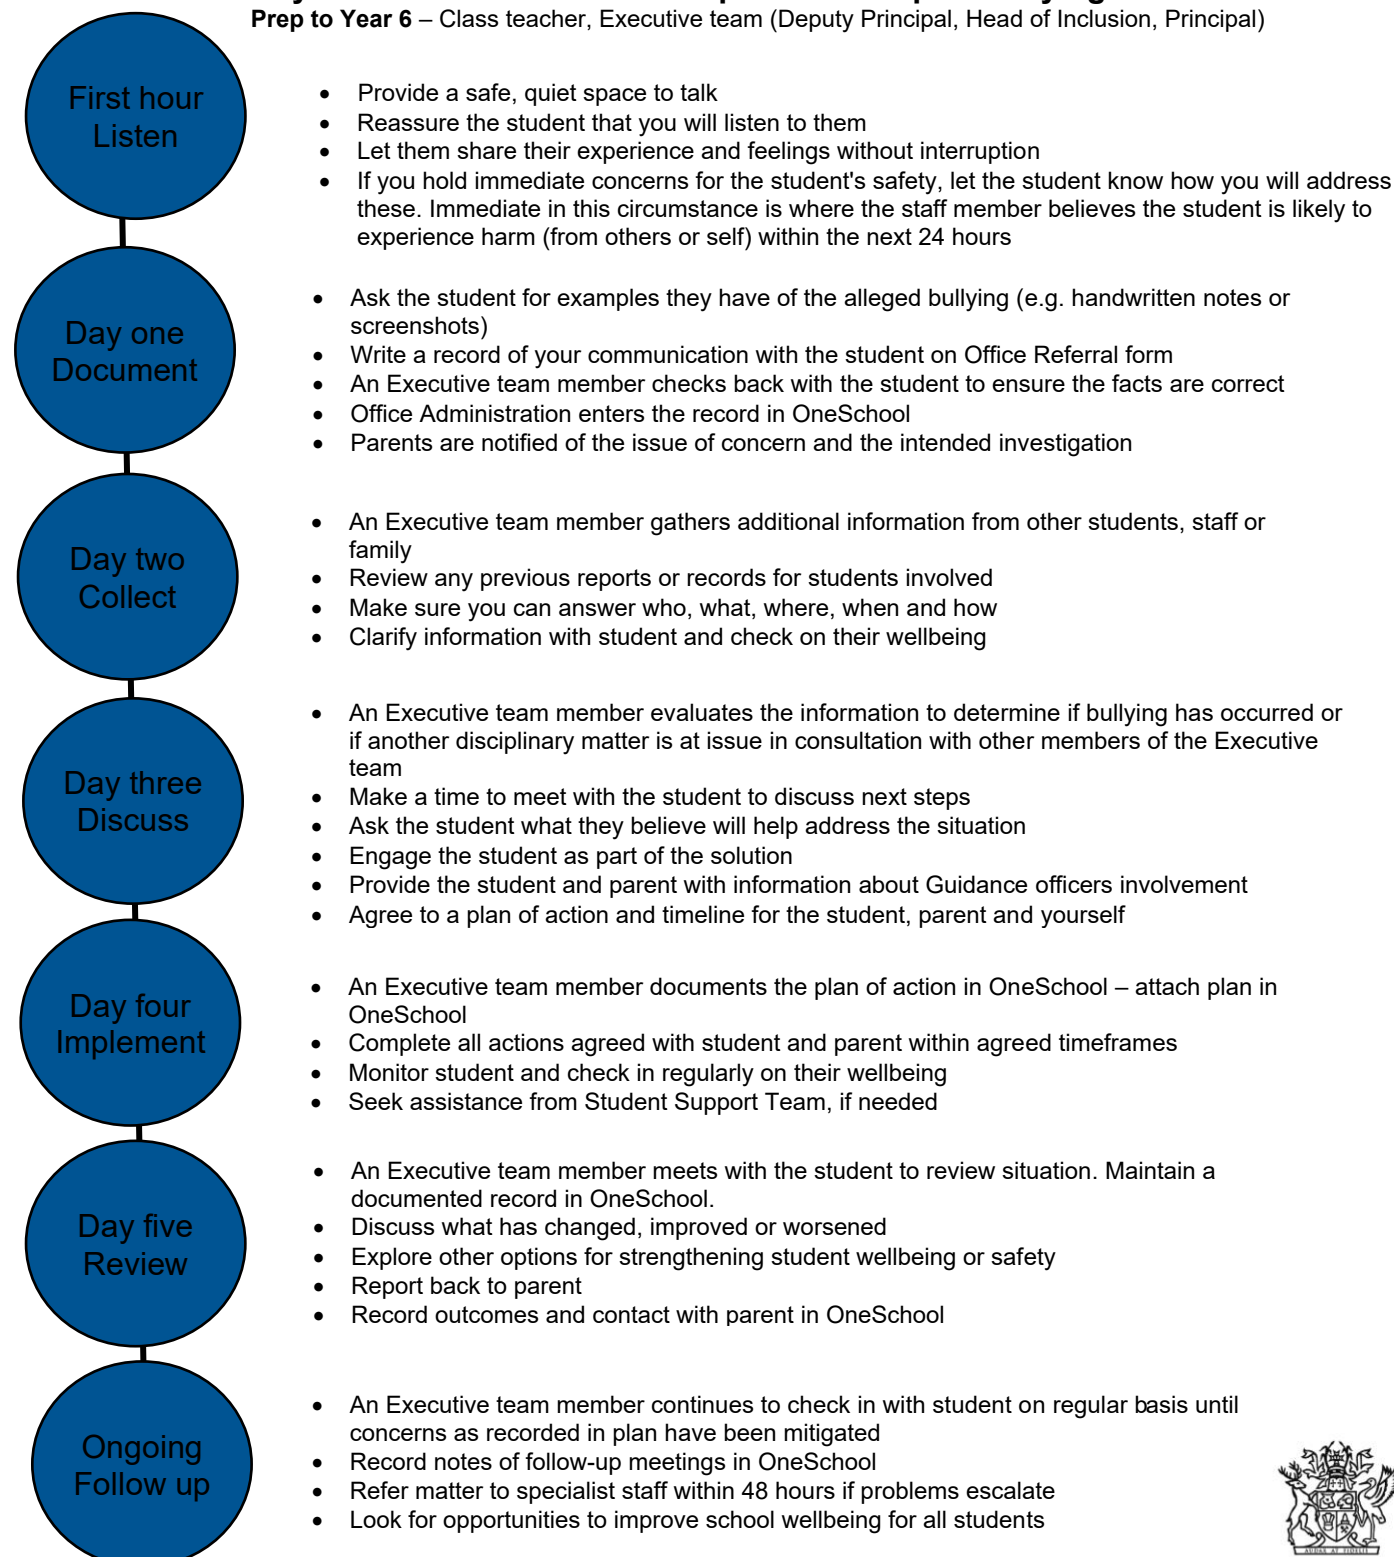 Prep to Year 6 – Class teacher, Executive team (Deputy Principal, Head of Inclusion, Principal)
First hour
Listen
• Provide a safe, quiet space to talk
• Reassure the student that you will listen to them
• Let them share their experience and feelings without interruption
• If you hold immediate concerns for the student's safety, let the student know how you will address
these. Immediate in this circumstance is where the staff member believes the student is likely to
experience harm (from others or self) within the next 24 hours
Day one
Document
• Ask the student for examples they have of the alleged bullying (e.g. handwritten notes or
screenshots)
• Write a record of your communication with the student on Office Referral form
• An Executive team member checks back with the student to ensure the facts are correct
• Office Administration enters the record in OneSchool
• Parents are notified of the issue of concern and the intended investigation
Day two
Collect
• An Executive team member gathers additional information from other students, staff or
family
• Review any previous reports or records for students involved
• Make sure you can answer who, what, where, when and how
• Clarify information with student and check on their wellbeing
Day three
Discuss
• An Executive team member evaluates the information to determine if bullying has occurred or
if another disciplinary matter is at issue in consultation with other members of the Executive
team
• Make a time to meet with the student to discuss next steps
• Ask the student what they believe will help address the situation
• Engage the student as part of the solution
• Provide the student and parent with information about Guidance officers involvement
• Agree to a plan of action and timeline for the student, parent and yourself
Day four
Implement
• An Executive team member documents the plan of action in OneSchool – attach plan in
OneSchool
• Complete all actions agreed with student and parent within agreed timeframes
• Monitor student and check in regularly on their wellbeing
• Seek assistance from Student Support Team, if needed
Day five
Review
• An Executive team member meets with the student to review situation. Maintain a
documented record in OneSchool.
• Discuss what has changed, improved or worsened
• Explore other options for strengthening student wellbeing or safety
• Report back to parent
• Record outcomes and contact with parent in OneSchool
Ongoing
Follow up
• An Executive team member continues to check in with student on regular basis until
concerns as recorded in plan have been mitigated
• Record notes of follow-up meetings in OneSchool
• Refer matter to specialist staff within 48 hours if problems escalate
• Look for opportunities to improve school wellbeing for all students
AUDAX AT FIDELIS